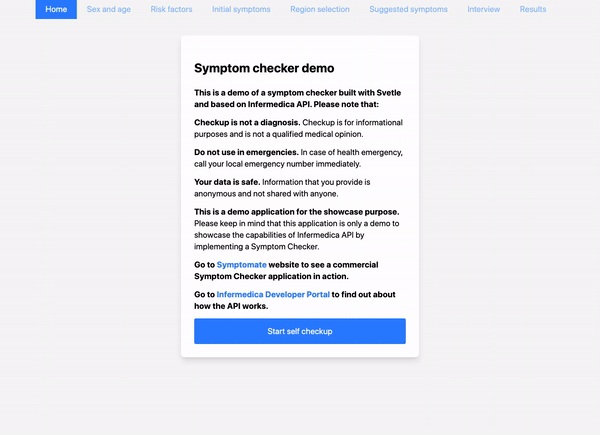 Home Sex and age Risk factors Initial symptoms Region selection Suggested symptoms Interview Results
Symptom checker demo
This is a demo of a symptom checker built with Svetle
and based on Infermedica API. Please note that:
Checkup is not a diagnosis. Checkup is for informational
purposes and is not a qualified medical opinion.
Do not use in emergencies. In case of health emergency,
call your local emergency number immediately.
Your data is safe. Information that you provide is
anonymous and not shared with anyone.
This is a demo application for the showcase purpose.
Please keep in mind that this application is only a demo to
showcase the capabilities of Infermedica API by
implementing a Symptom Checker.
Go to Symptomate website to see a commercial
Symptom Checker application in action.
Go to Infermedica Developer Portal to find out about
how the API works.
Start self checkup